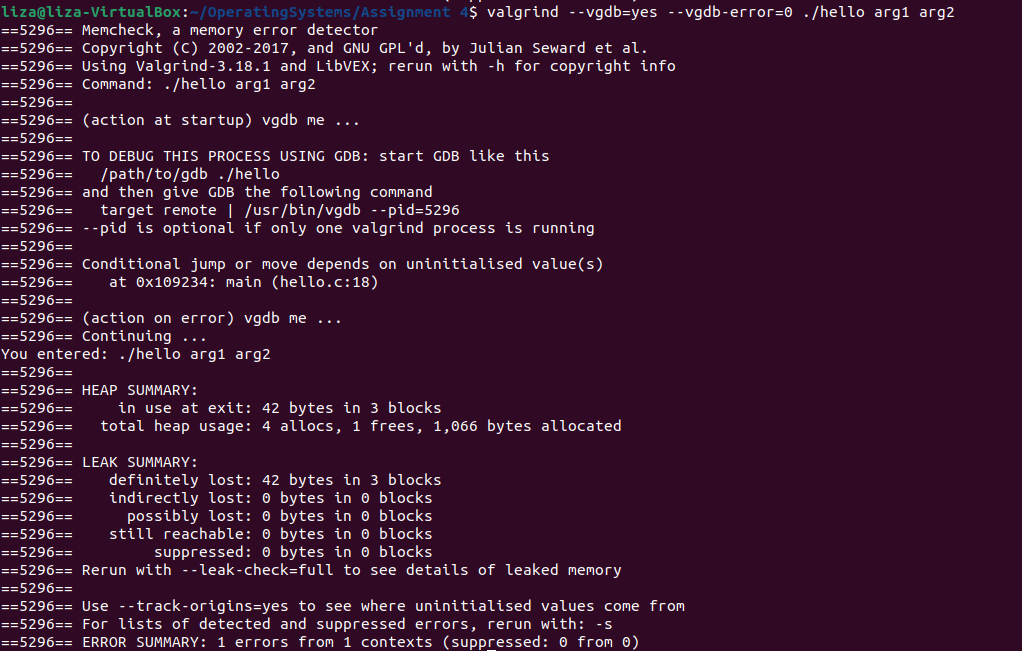 liza@liza-VirtualBox:~/OperatingSystems/Assignment 4$ valgrind --vgdb=yes --vgdb-error=0 ./hello arg1 arg2
==5296== Memcheck, a memory error detector
==5296== Copyright (C) 2002-2017, and GNU GPL'd, by Julian Seward et al.
==5296== Using Valgrind-3.18.1 and LibVEX; rerun with -h for copyright info
==5296== Command: ./hello arg1 arg2
==5296==
==5296== (action at startup) vgdb me ...
==5296==
==5296== TO DEBUG THIS PROCESS USING GDB: start GDB like this
==5296==   /path/to/gdb ./hello
==5296== and then give GDB the following command
==5296==   target remote | /usr/bin/vgdb --pid=5296
==5296== --pid is optional if only one valgrind process is running
==5296==
==5296== Conditional jump or move depends on uninitialised value(s)
==5296==    at 0x109234: main (hello.c:18)
==5296==
==5296== (action on error) vgdb me ...
==5296== Continuing ...
You entered: ./hello arg1 arg2
==5296==
==5296== HEAP SUMMARY:
==5296==     in use at exit: 42 bytes in 3 blocks
==5296==   total heap usage: 4 allocs, 1 frees, 1,066 bytes allocated
==5296==
==5296== LEAK SUMMARY:
==5296==    definitely lost: 42 bytes in 3 blocks
==5296==    indirectly lost: 0 bytes in 0 blocks
==5296==      possibly lost: 0 bytes in 0 blocks
==5296==    still reachable: 0 bytes in 0 blocks
==5296==         suppressed: 0 bytes in 0 blocks
==5296== Rerun with --leak-check=full to see details of leaked memory
==5296==
==5296== Use --track-origins=yes to see where uninitialised values come from
==5296== For lists of detected and suppressed errors, rerun with: -s
==5296== ERROR SUMMARY: 1 errors from 1 contexts (suppressed: 0 from 0)